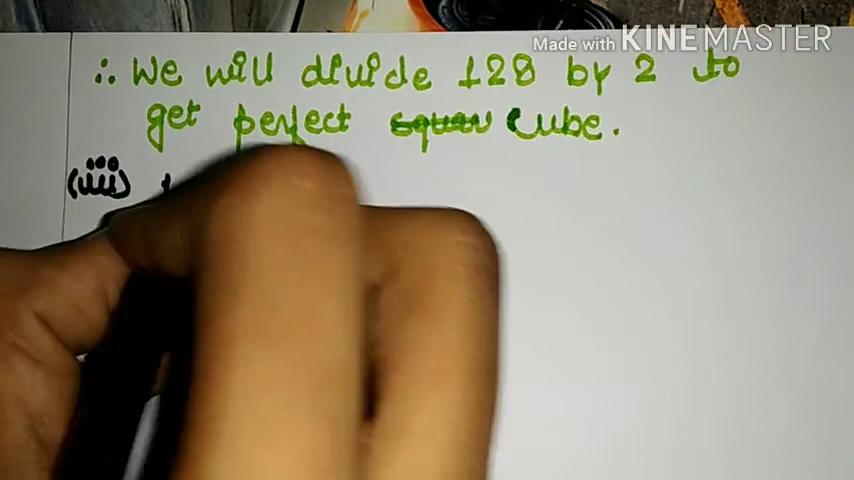 Made with KINEMASTER
∴ We will divide 128 by 2 to
get perfect squar cube.
(iii)